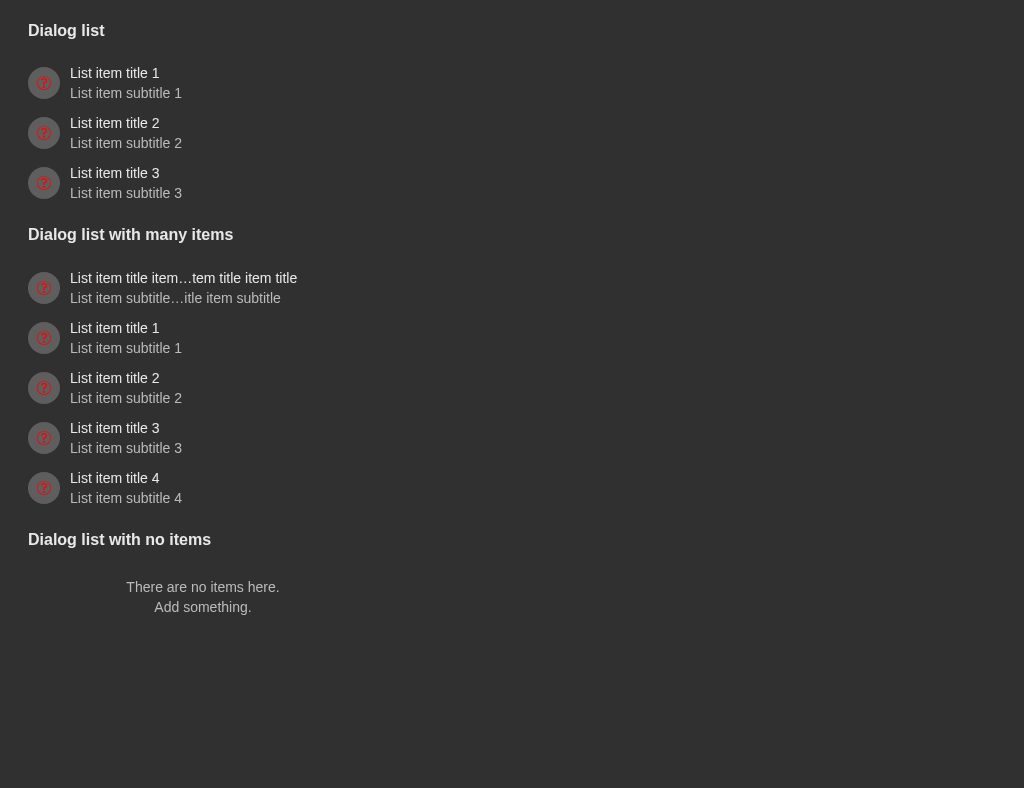 Dialog list
List item title 1
List item subtitle 1
List item title 2
List item subtitle 2
List item title 3
List item subtitle 3
Dialog list with many items
List item title item…tem title item title
List item subtitle…itle item subtitle
List item title 1
List item subtitle 1
List item title 2
List item subtitle 2
List item title 3
List item subtitle 3
List item title 4
List item subtitle 4
Dialog list with no items
There are no items here.
Add something.